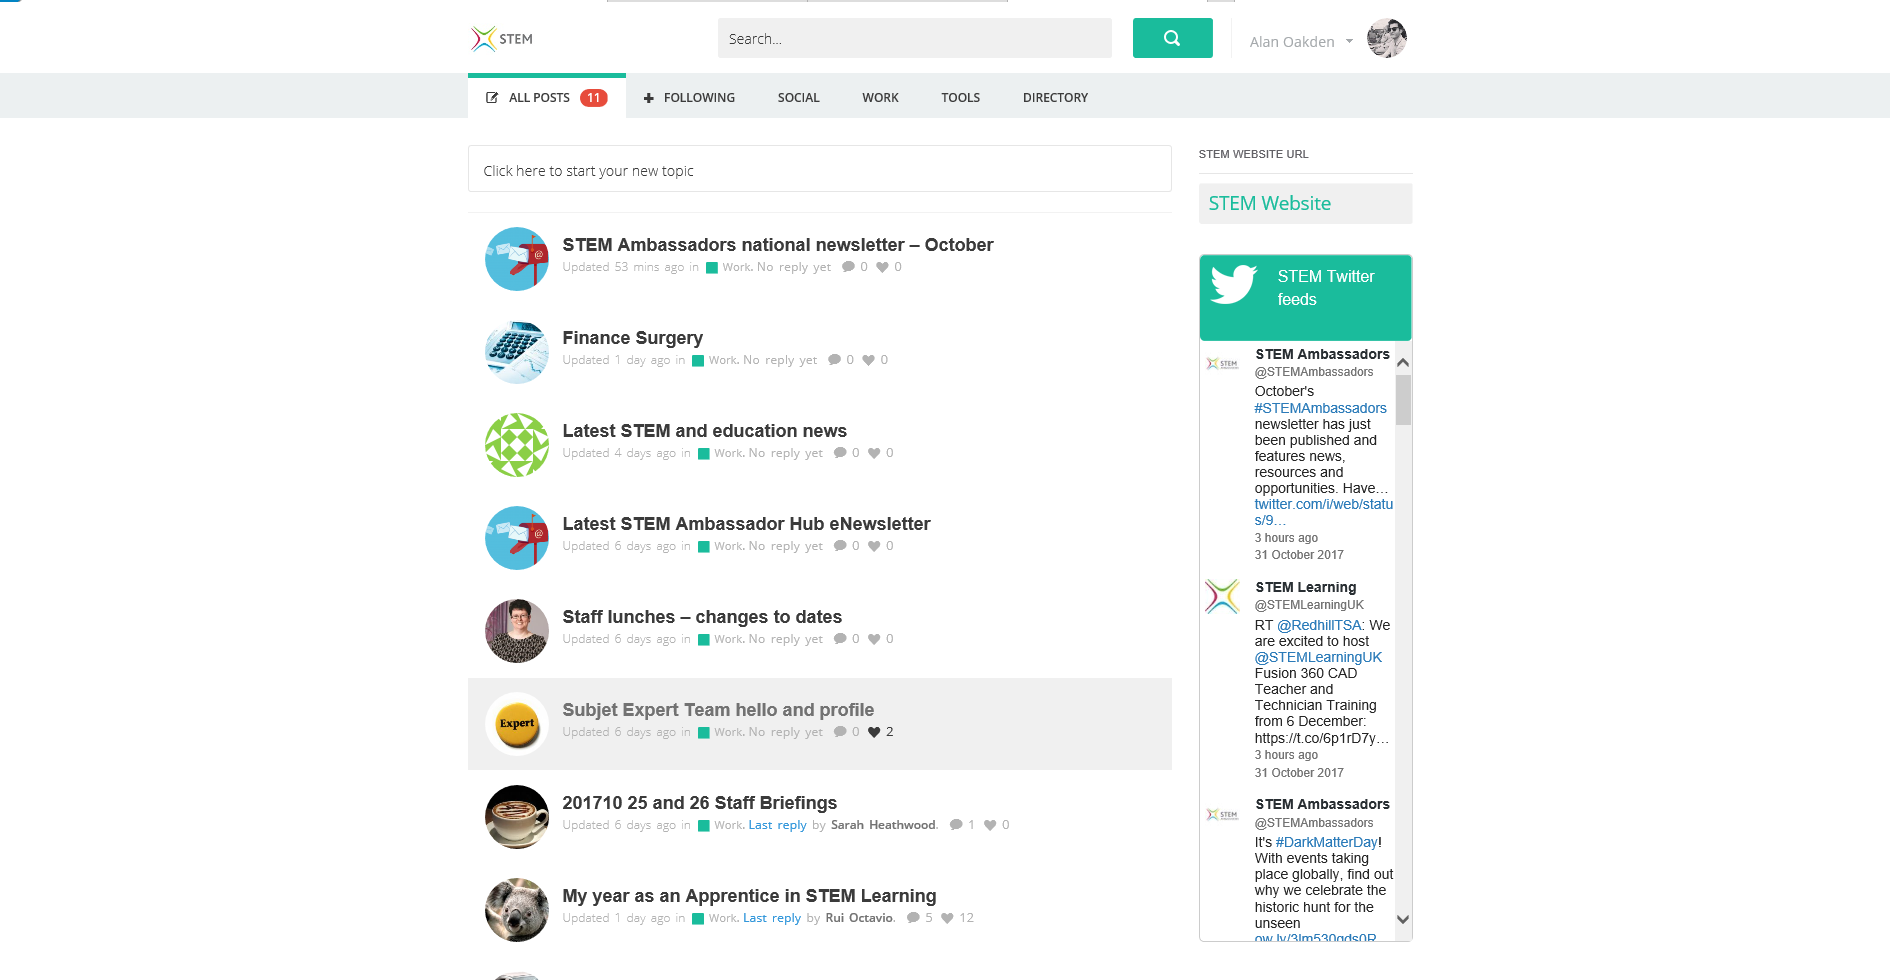 STEM
Search...
Alan Oakden
ALL POSTS 11
FOLLOWING
SOCIAL
WORK
TOOLS
DIRECTORY
Click here to start your new topic
STEM Ambassadors national newsletter – October
Updated 53 mins ago in Work. No reply yet 0 0
Finance Surgery
Updated 1 day ago in Work. No reply yet 0 0
Latest STEM and education news
Updated 4 days ago in Work. No reply yet 0 0
Latest STEM Ambassador Hub eNewsletter
Updated 6 days ago in Work. No reply yet 0 0
Staff lunches – changes to dates
Updated 6 days ago in Work. No reply yet 0 0
Expert
Subjet Expert Team hello and profile
Updated 6 days ago in Work. No reply yet 0 2
201710 25 and 26 Staff Briefings
Updated 6 days ago in Work. Last reply by Sarah Heathwood. 1 0
My year as an Apprentice in STEM Learning
Updated 1 day ago in Work. Last reply by Rui Octavio. 5 12
STEM WEBSITE URL
STEM Website
STEM Twitter
feeds
STEM
STEM Ambassadors
@STEMAmbassadors
October's
#STEMAmbassadors
newsletter has just
been published and
features news,
resources and
opportunities. Have…
twitter.com/i/web/statu
s/9…
3 hours ago
31 October 2017
STEM Learning
@STEMLearningUK
RT @RedhillTSA: We
are excited to host
@STEMLearningUK
Fusion 360 CAD
Teacher and
Technician Training
from 6 December:
https://t.co/6p1rD7y…
3 hours ago
31 October 2017
STEM
STEM Ambassadors
@STEMAmbassadors
It's #DarkMatterDay!
With events taking
place globally, find out
why we celebrate the
historic hunt for the
unseen